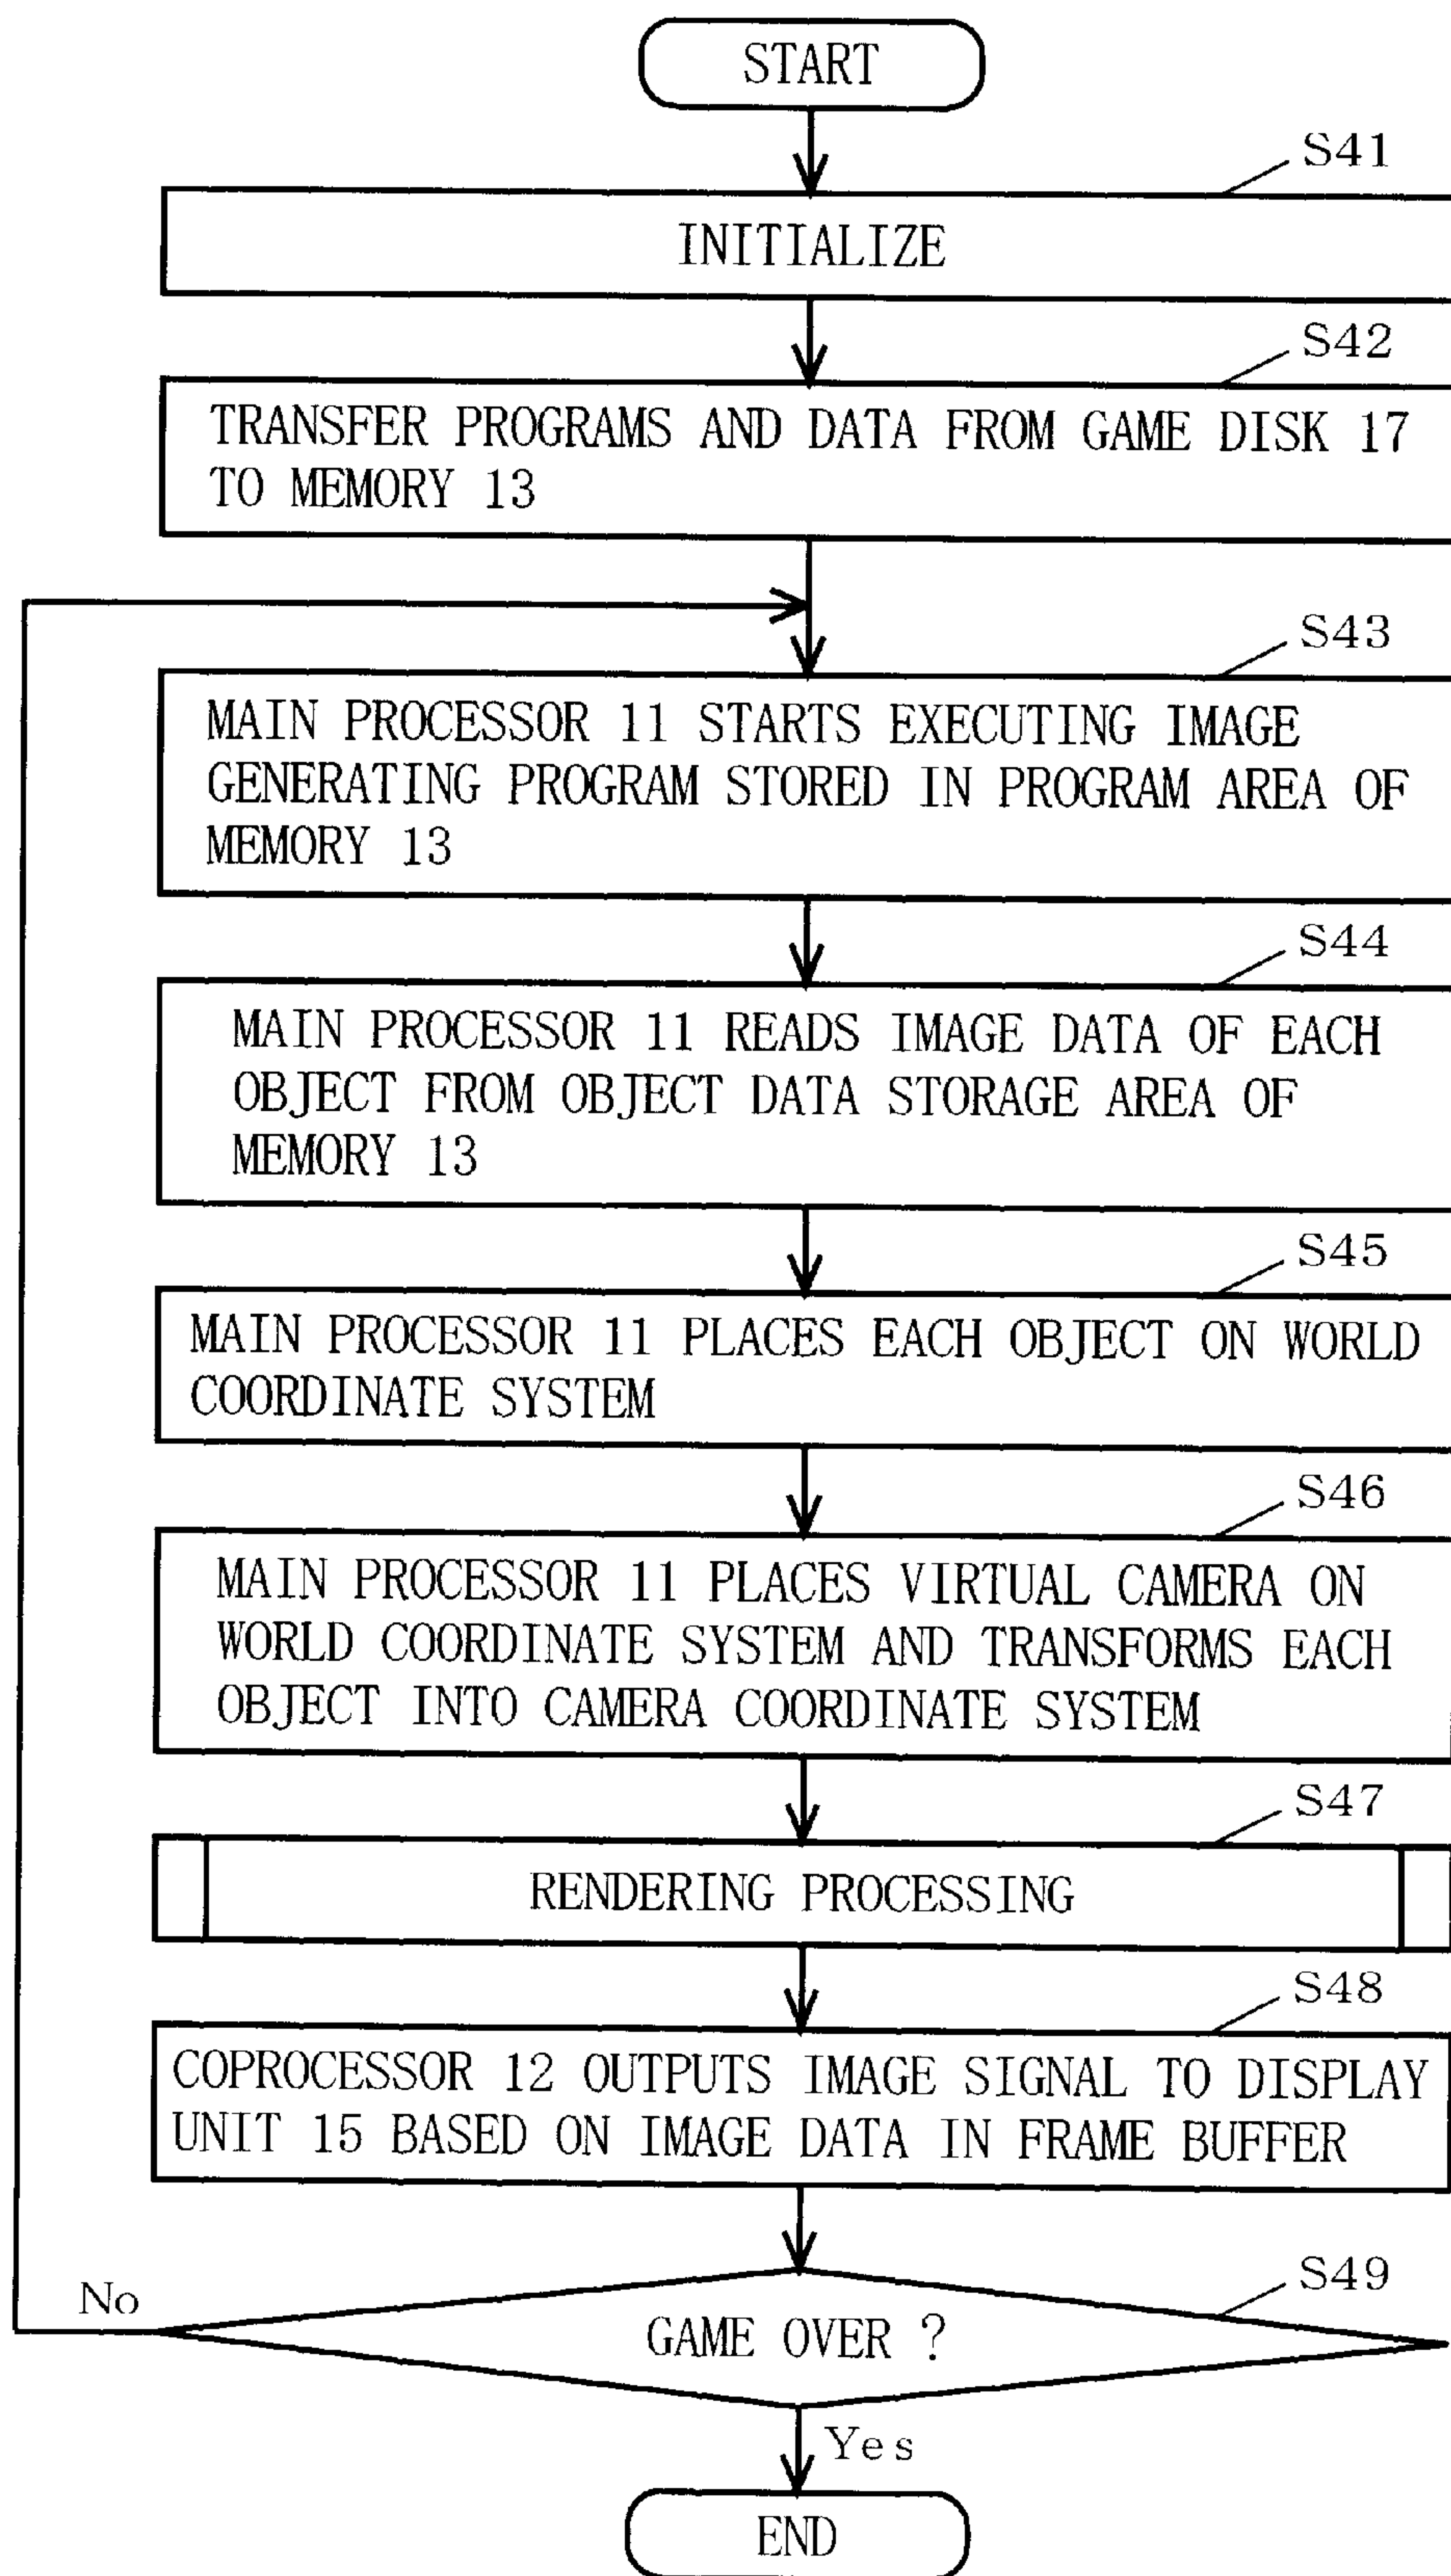 START
S41
INITIALIZE
S42
TRANSFER PROGRAMS AND DATA FROM GAME DISK 17
TO MEMORY 13
S43
MAIN PROCESSOR 11 STARTS EXECUTING IMAGE
GENERATING PROGRAM STORED IN PROGRAM AREA OF
MEMORY 13
S44
MAIN PROCESSOR 11 READS IMAGE DATA OF EACH
OBJECT FROM OBJECT DATA STORAGE AREA OF
MEMORY 13
S45
MAIN PROCESSOR 11 PLACES EACH OBJECT ON WORLD
COORDINATE SYSTEM
S46
MAIN PROCESSOR 11 PLACES VIRTUAL CAMERA ON
WORLD COORDINATE SYSTEM AND TRANSFORMS EACH
OBJECT INTO CAMERA COORDINATE SYSTEM
S47
RENDERING PROCESSING
S48
COPROCESSOR 12 OUTPUTS IMAGE SIGNAL TO DISPLAY
UNIT 15 BASED ON IMAGE DATA IN FRAME BUFFER
S49
No
GAME OVER ?
Yes
END